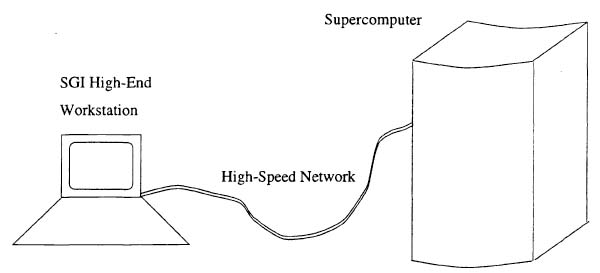 Supercomputer
SGI High-End
Workstation
High-Speed Network